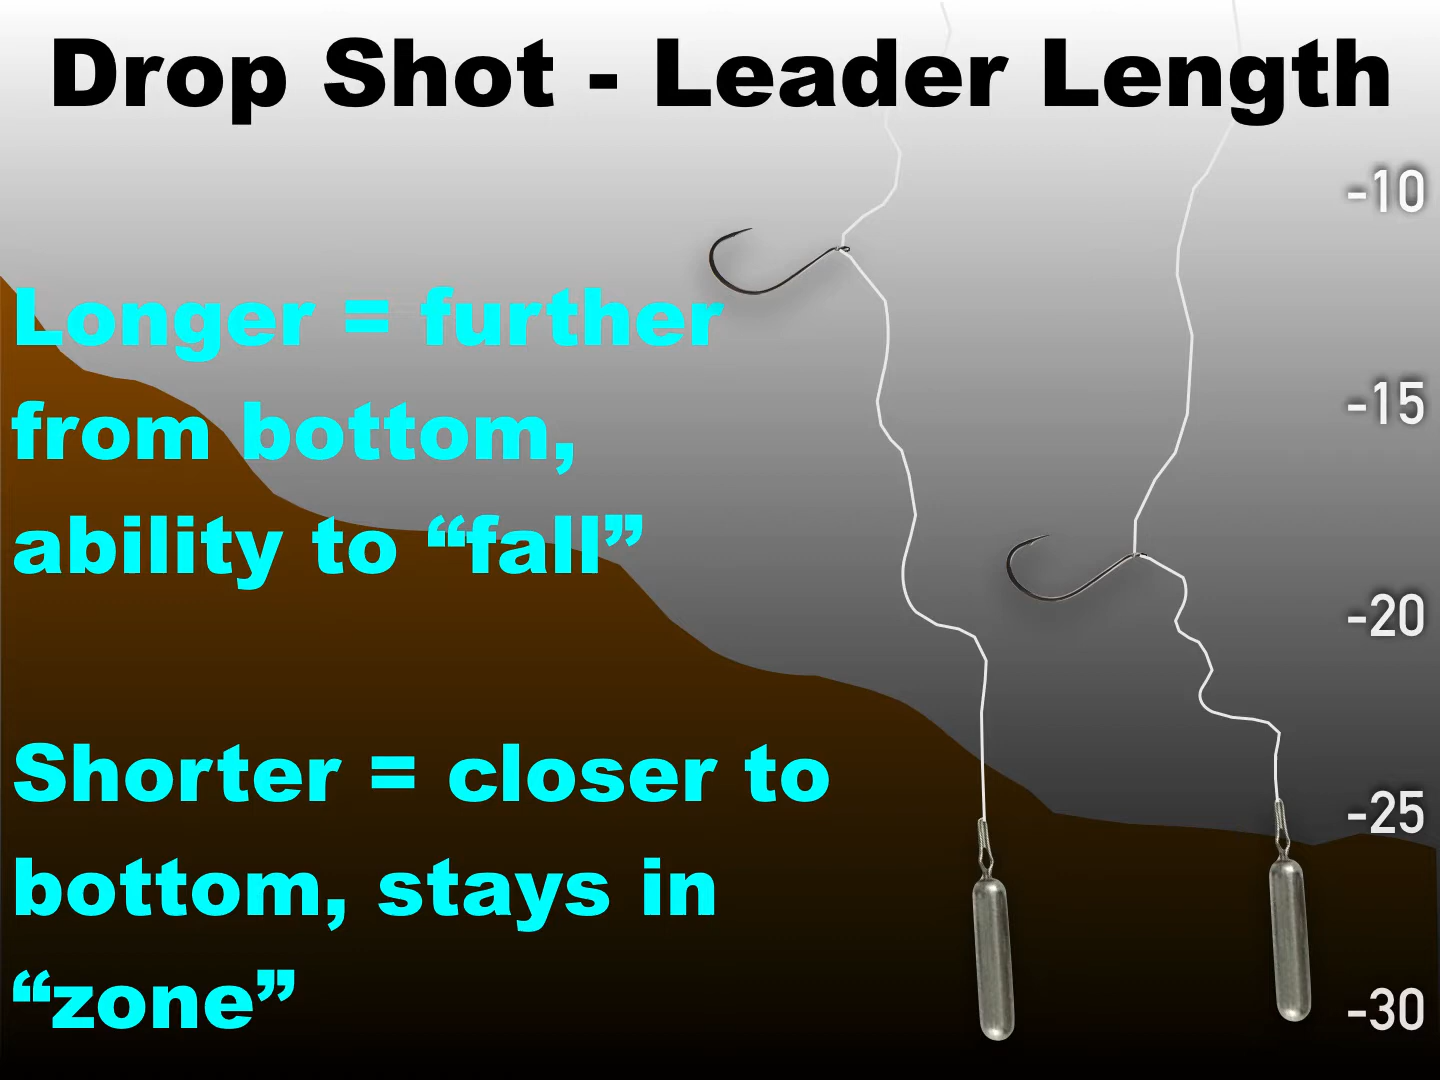 Drop Shot - Leader Length
-10
Longer = further
from bottom,
-15
ability to “fall”
-20
Shorter = closer to
-25
bottom, stays in
“zone”
-30